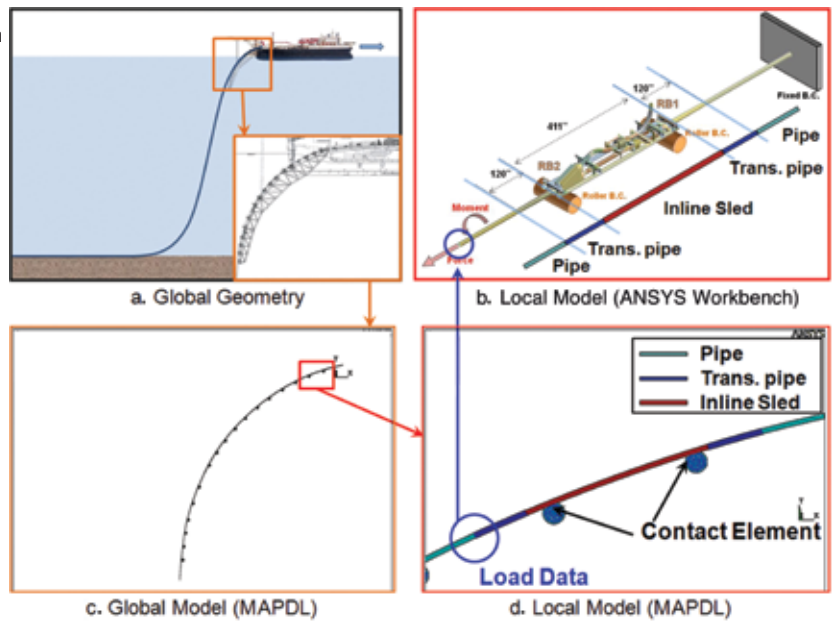 a. Global Geometry
120"
RB1
Fixed B.C.
411"
Roller B.C.
Pipe
RB2
120"
Trans. pipe
Roller B.C.
Inline Sled
Moment
Trans. pipe
Force
Pipe
b. Local Model (ANSYS Workbench)
Y
X
c. Global Model (MAPDL)
ANSYS
Pipe
Trans. pipe
Inline Sled
Y
X
Contact Element
Load Data
d. Local Model (MAPDL)